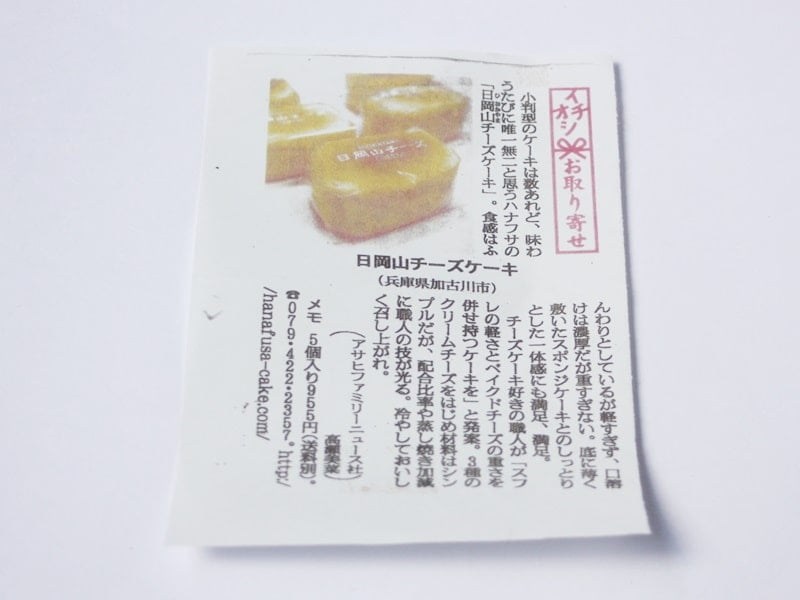 イチオシ お取り寄せ
小判型のケーキは数あれど、味わ
うたびに唯一無二と思うハナフサの
「日岡山チーズケーキ」。食感はふ
日岡山チーズ
日岡山チーズケーキ
（兵庫県加古川市）
んわりとしているが軽すぎず、口溶
けは濃厚だが重すぎない。底に薄く
敷いたスポンジケーキとのしっとり
とした一体感にも満足、満足。
チーズケーキ好きの職人が「スフ
レの軽さとベイクドチーズの重さを
併せ持つケーキを」と発案。3種の
クリームチーズをはじめ材料はシン
プルだが、配合比率や蒸し焼き加減
に職人の技が光る。冷やしておいし
く召し上がれ。
（アサヒファミリーニュース社
高瀬美菜）
メモ 5個入り955円（送料別）。
☎079・422・2357。http:/
/hanafusa-cake.com/